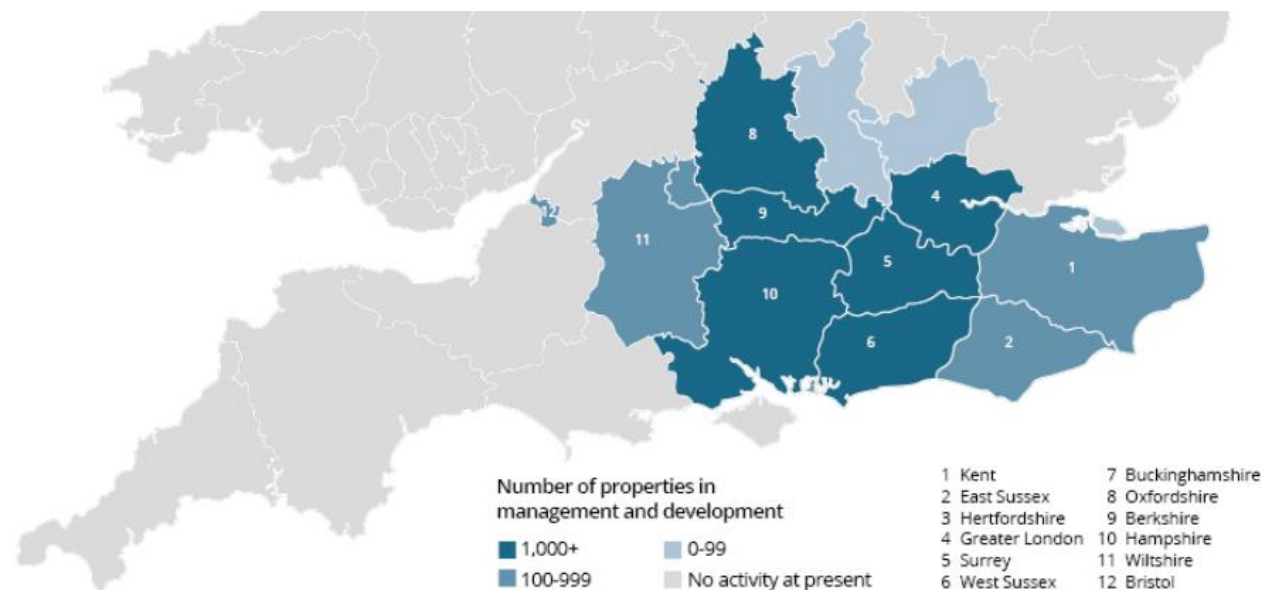 3
8
4
9
12
11
5
1
10
6
2
Number of properties in
management and development
1,000+
0-99
100-999
No activity at present
1 Kent
2 East Sussex
3 Hertfordshire
4 Greater London
5 Surrey
6 West Sussex
7 Buckinghamshire
8 Oxfordshire
9 Berkshire
10 Hampshire
11 Wiltshire
12 Bristol